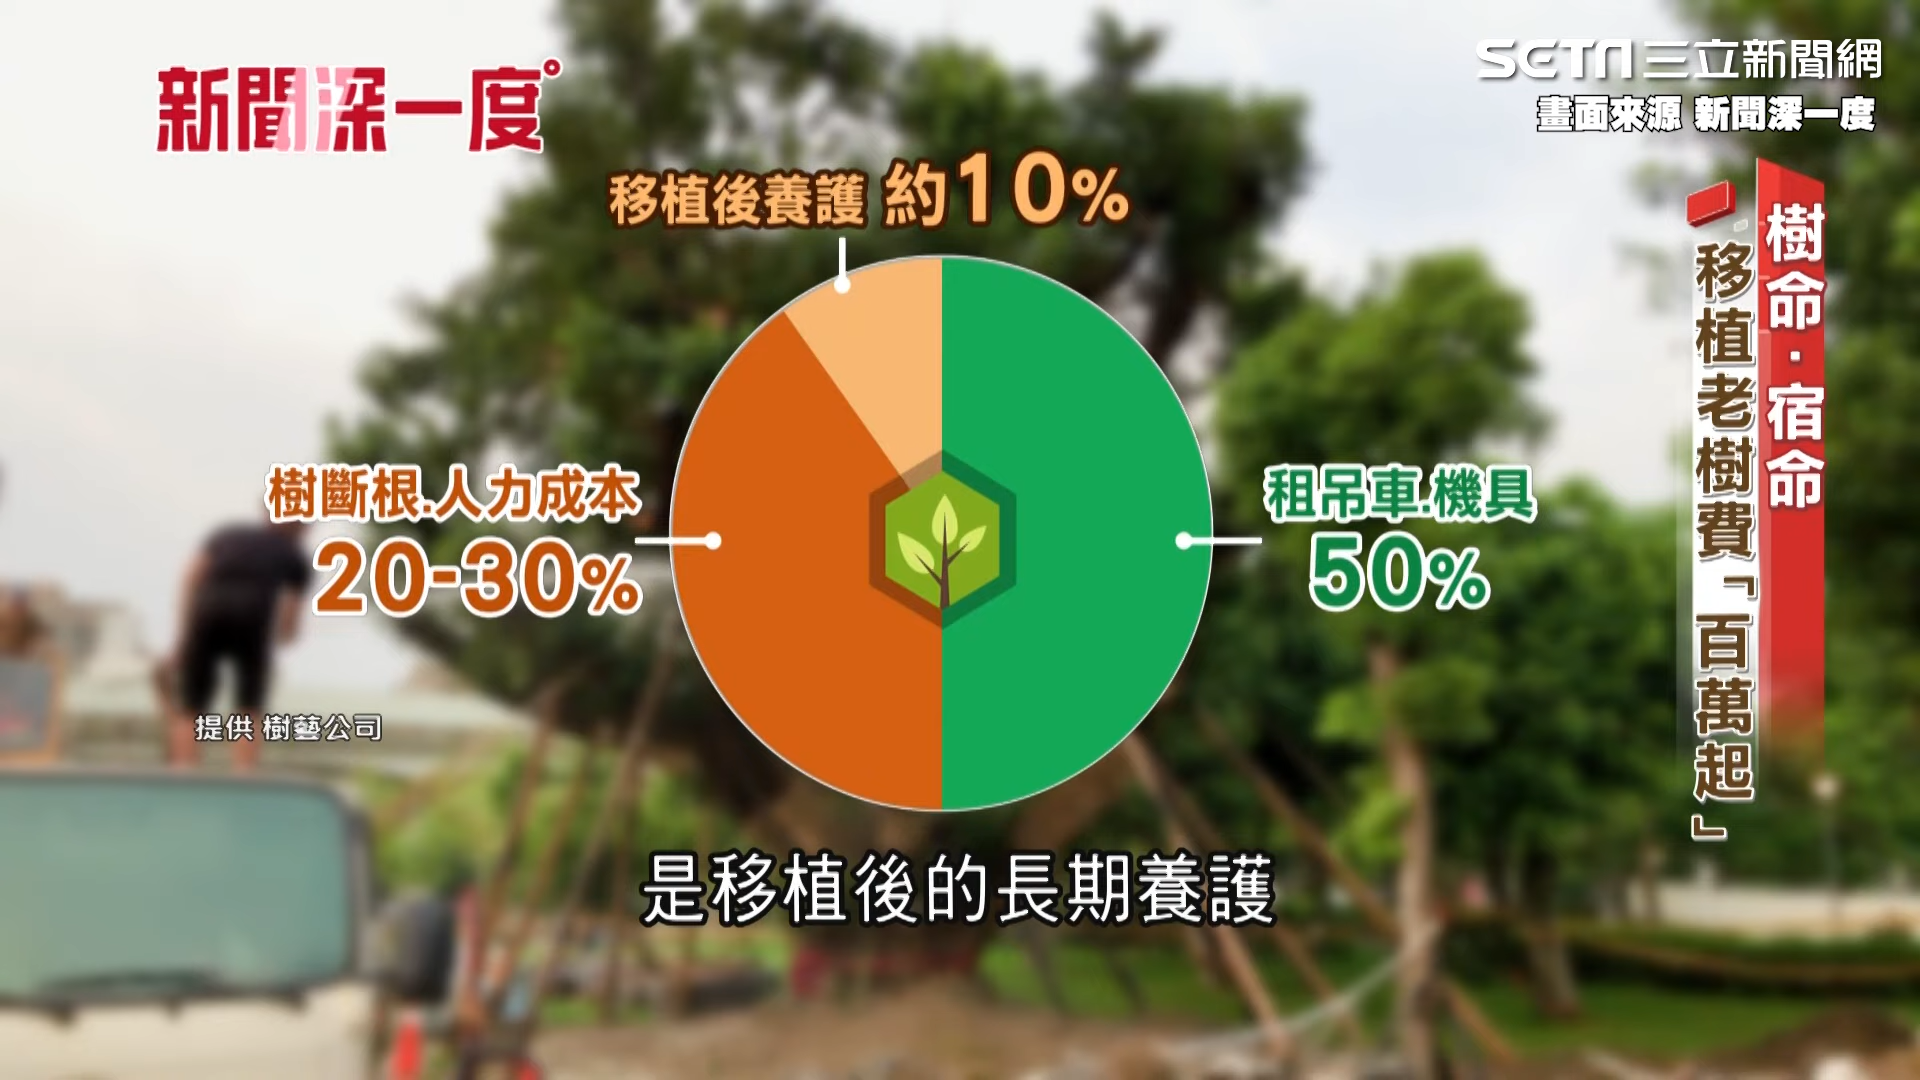 新聞深一度
SETN三立新聞網
畫面來源 新聞深一度
樹命·宿命
移植老樹費「百萬起」
移植後養護 約10%
樹斷根.人力成本
20-30%
租吊車.機具
50%
提供 樹藝公司
是移植後的長期養護